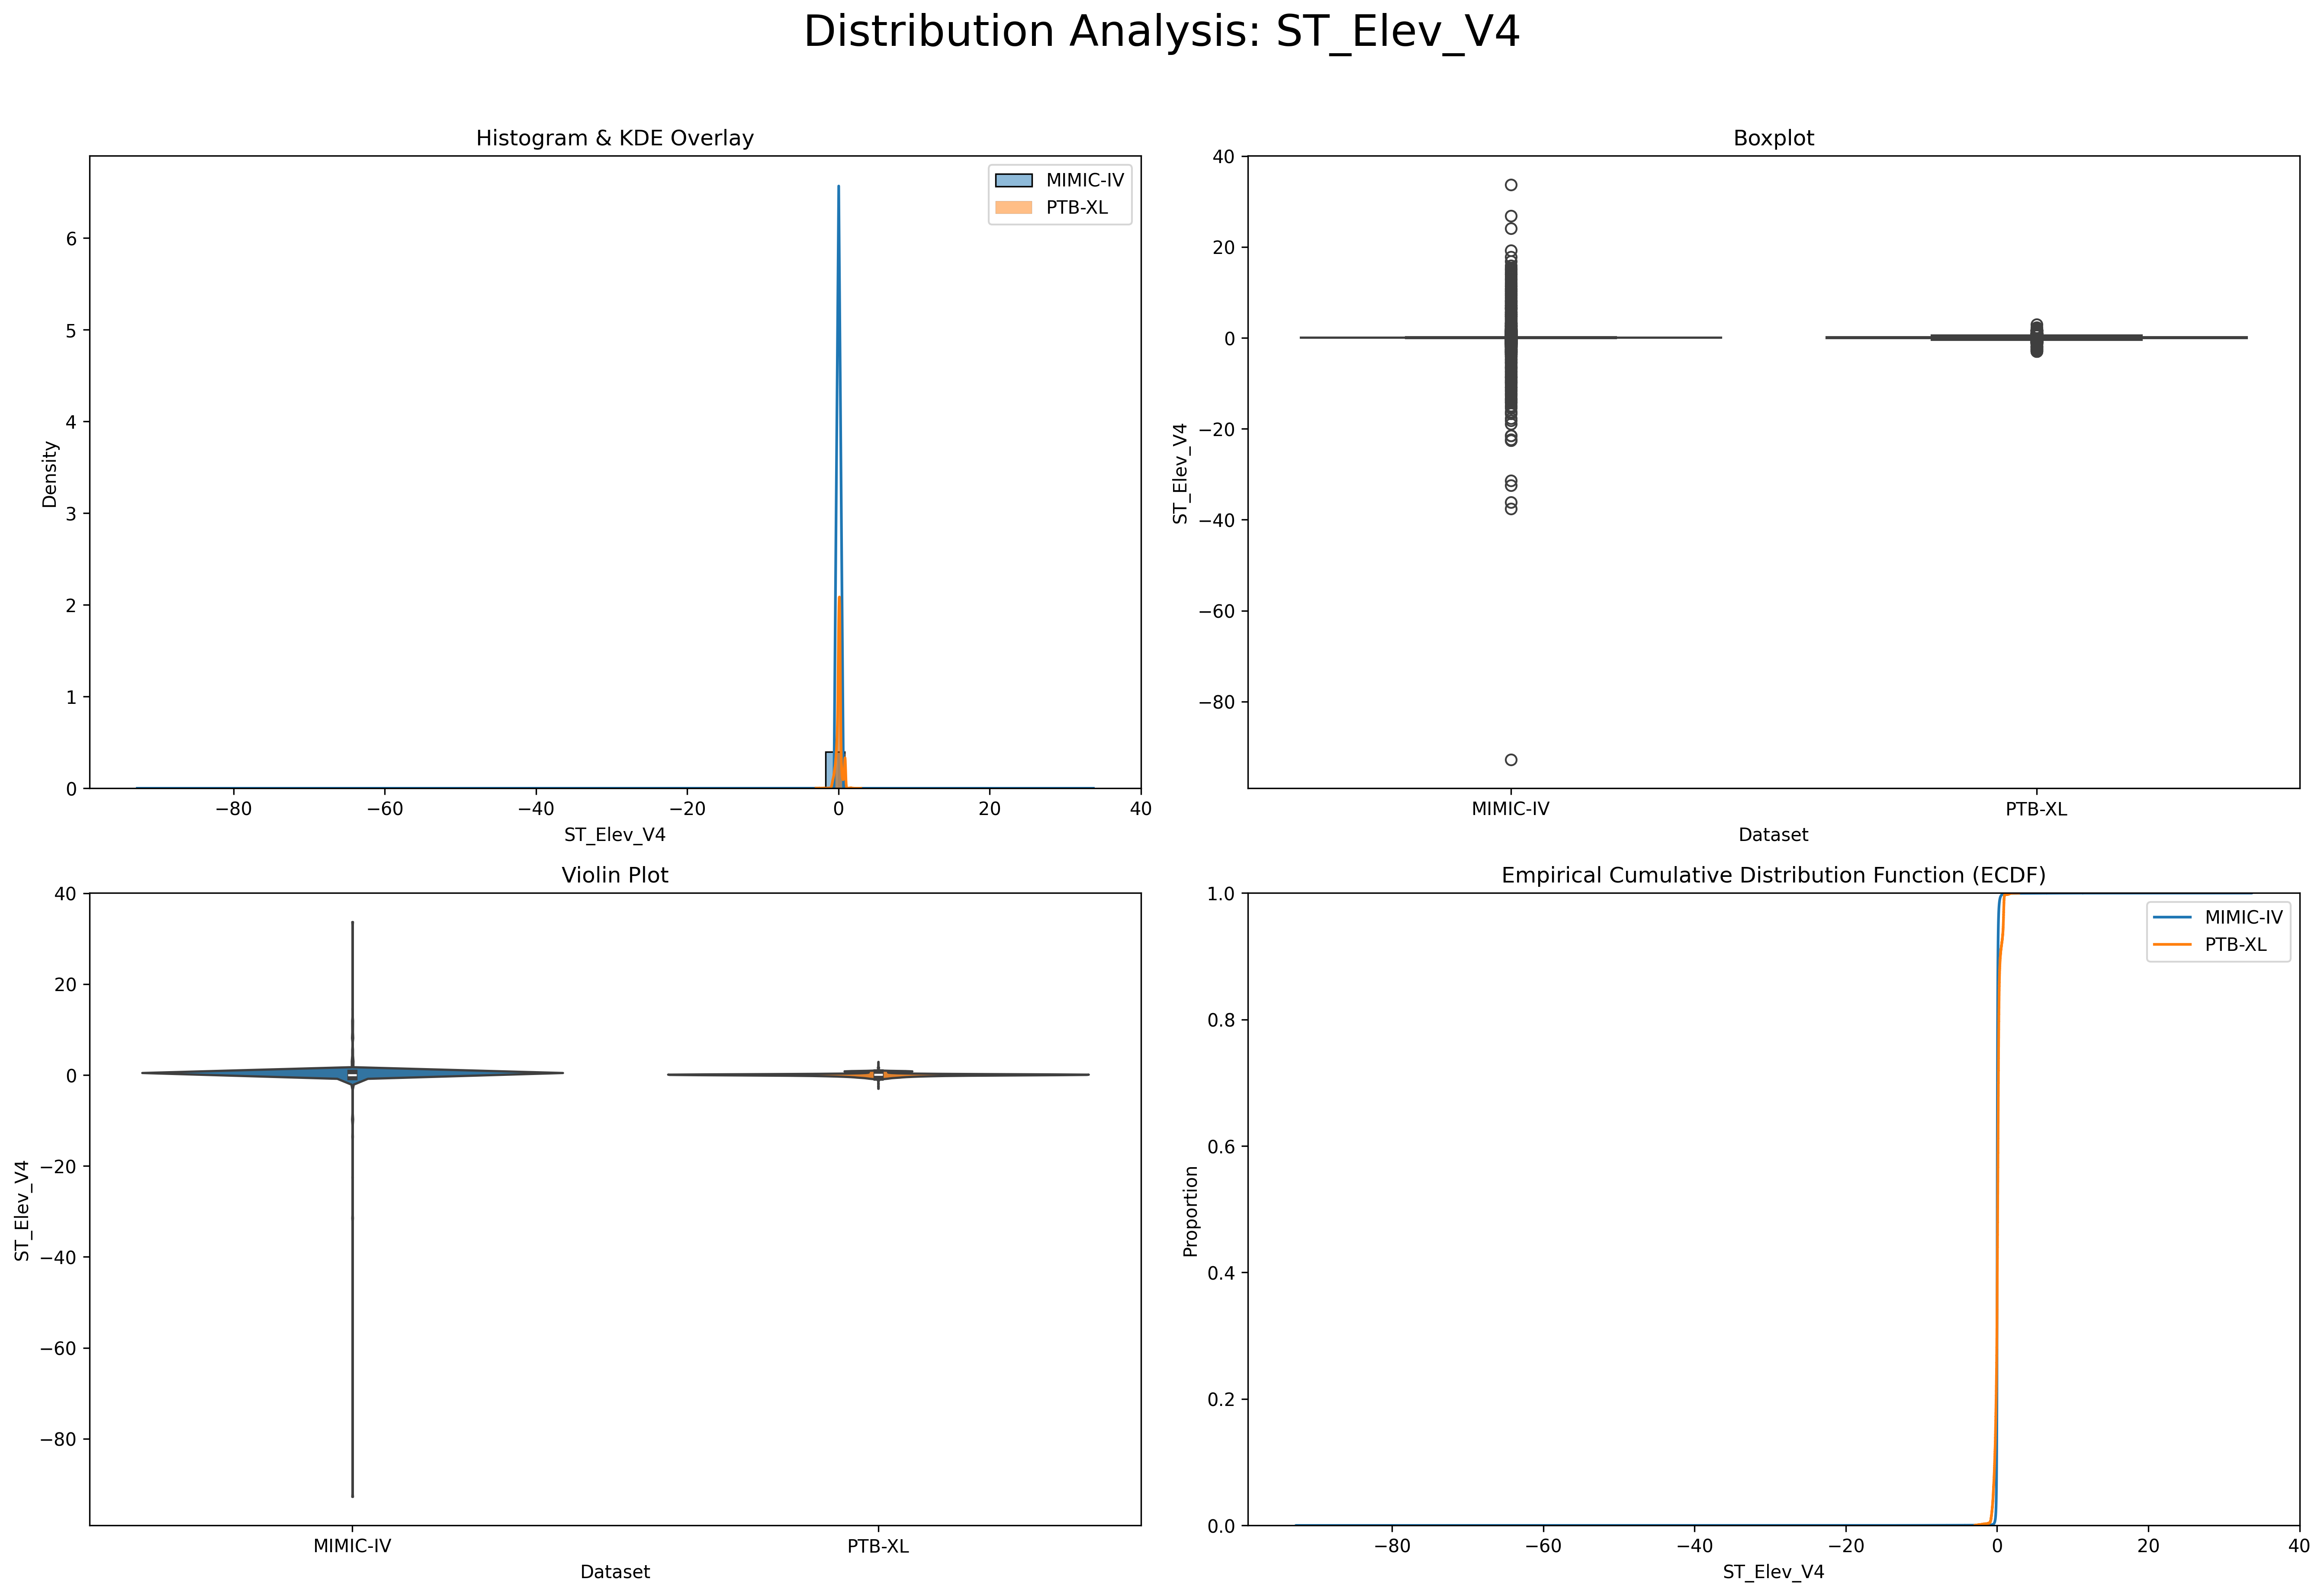 Distribution Analysis: ST_Elev_V4
Histogram & KDE Overlay
MIMIC-IV
PTB-XL
6
5
4
3
2
1
0
Density
−80
−60
−40
−20
0
20
40
ST_Elev_V4
Boxplot
40
20
0
−20
−40
−60
−80
ST_Elev_V4
MIMIC-IV
PTB-XL
Dataset
Violin Plot
40
20
0
−20
−40
−60
−80
ST_Elev_V4
MIMIC-IV
PTB-XL
Dataset
Empirical Cumulative Distribution Function (ECDF)
MIMIC-IV
PTB-XL
1.0
0.8
0.6
0.4
0.2
0.0
Proportion
−80
−60
−40
−20
0
20
40
ST_Elev_V4